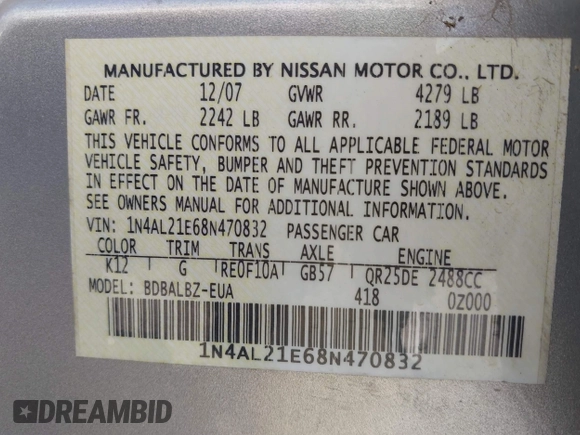 MANUFACTURED BY NISSAN MOTOR CO., LTD.
DATE 12/07 GVWR 4279 LB
GAWR FR. 2242 LB GAWR RR. 2189 LB
THIS VEHICLE CONFORMS TO ALL APPLICABLE FEDERAL MOTOR
VEHICLE SAFETY, BUMPER AND THEFT PREVENTION STANDARDS
IN EFFECT ON THE DATE OF MANUFACTURE SHOWN ABOVE.
SEE OWNERS MANUAL FOR ADDITIONAL INFORMATION.
VIN: 1N4AL21E68N470832 PASSENGER CAR
COLOR TRIM TRANS AXLE ENGINE
K12 G RE0F10A GB57 QR25DE 2488CC
MODEL: BDBALBZ-EUA 418 0Z000
1N4AL21E68N470832
DREAMBID